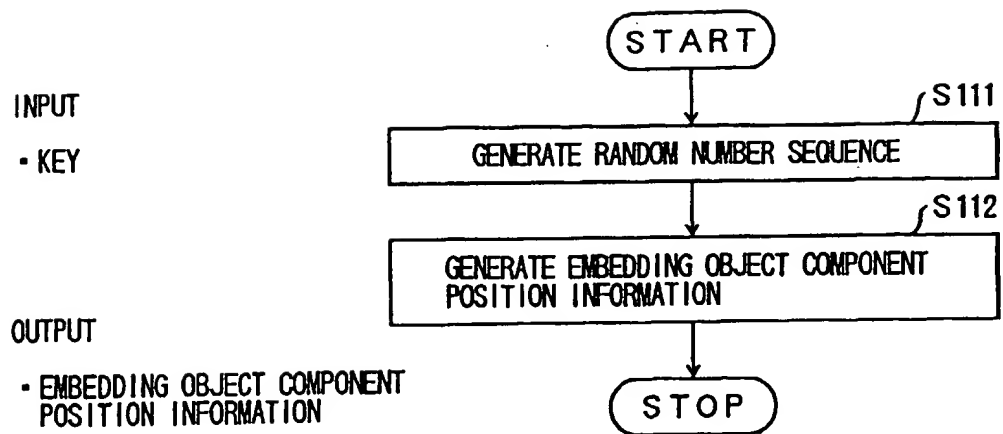 START
INPUT
S111
· KEY
GENERATE RANDOM NUMBER SEQUENCE
S112
GENERATE EMBEDDING OBJECT COMPONENT
POSITION INFORMATION
OUTPUT
· EMBEDDING OBJECT COMPONENT
POSITION INFORMATION
STOP